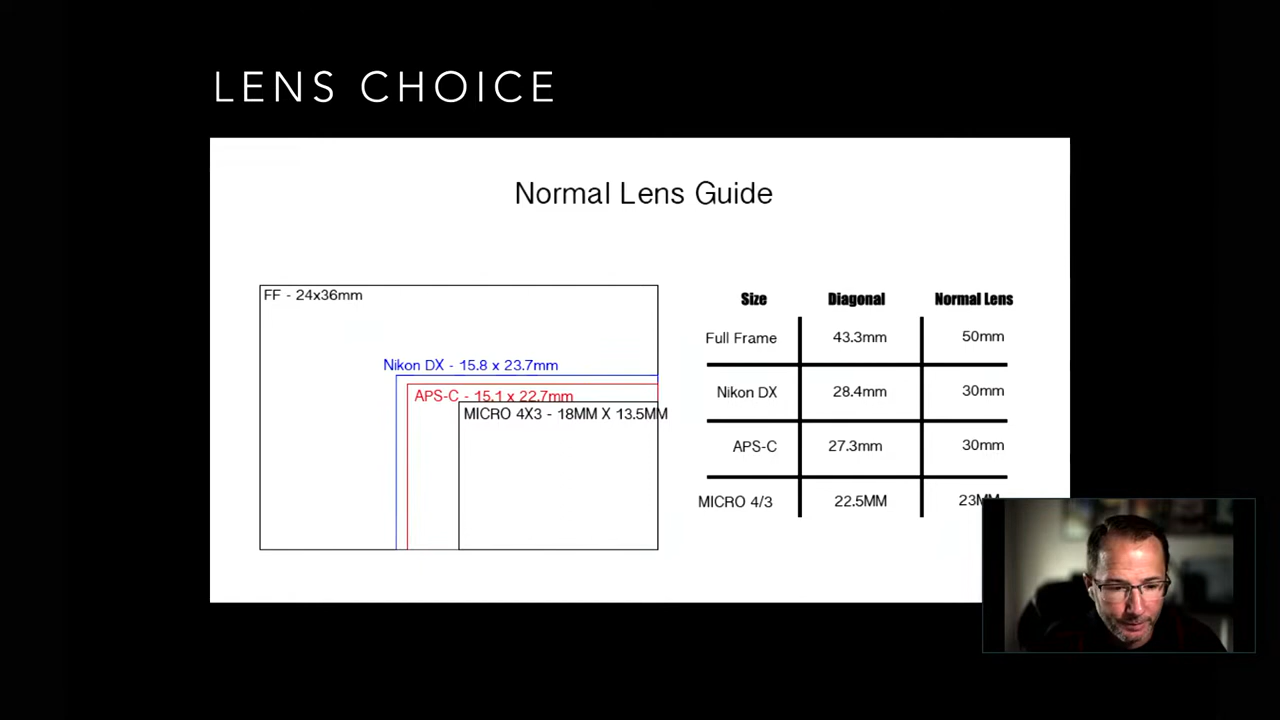 LENS CHOICE
Normal Lens Guide
FF - 24x36mm
Nikon DX - 15.8 x 23.7mm
APS-C - 15.1 x 22.7mm
MICRO 4X3 - 18MM X 13.5MM
Size Diagonal Normal Lens
Full Frame 43.3mm 50mm
Nikon DX 28.4mm 30mm
APS-C 27.3mm 30mm
MICRO 4/3 22.5MM 23MM